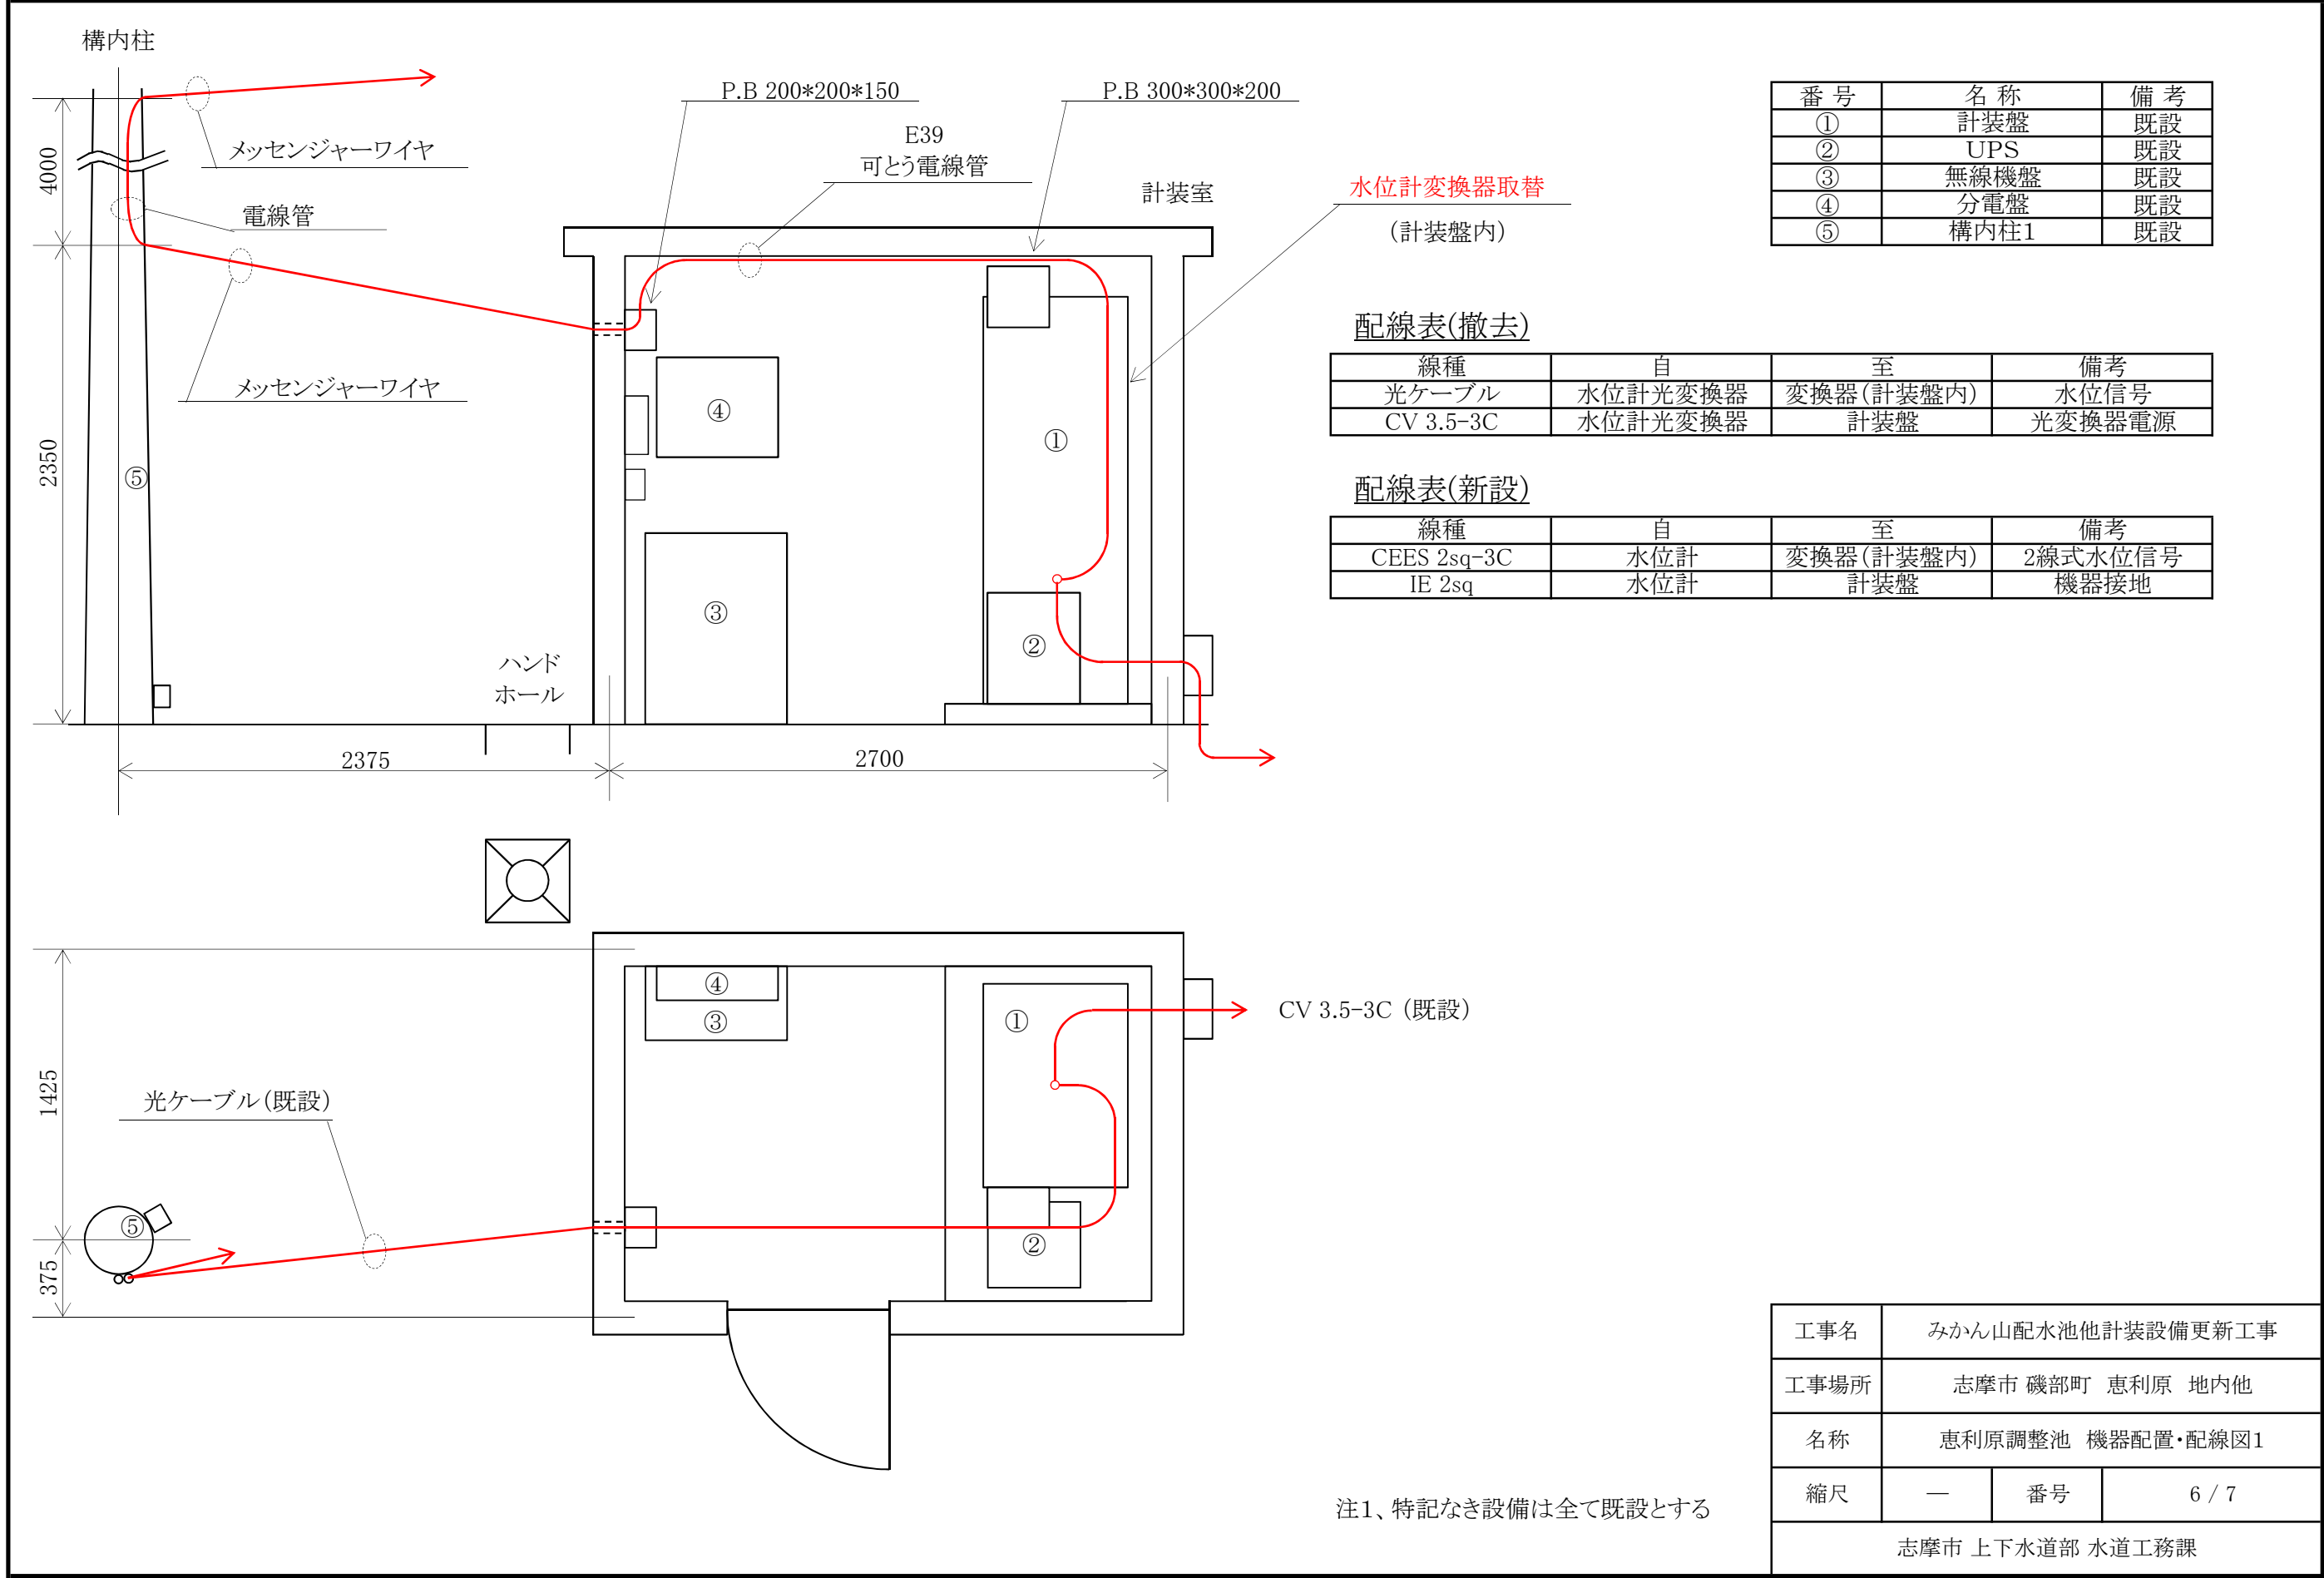 構内柱
メッセンジャーワイヤ
電線管
メッセンジャーワイヤ
4000
2350
⑤
P.B 200*200*150
E39
可とう電線管
P.B 300*300*200
計装室
水位計変換器取替
(計装盤内)
④
①
③
②
ハンド
ホール
2375
2700
番 号 名 称 備 考
① 計装盤 既設
② UPS 既設
③ 無線機盤 既設
④ 分電盤 既設
⑤ 構内柱1 既設
配線表(撤去)
線種 自 至 備考
光ケーブル 水位計光変換器 変換器(計装盤内) 水位信号
CV 3.5-3C 水位計光変換器 計装盤 光変換器電源
配線表(新設)
線種 自 至 備考
CEES 2sq-3C 水位計 変換器(計装盤内) 2線式水位信号
IE 2sq 水位計 計装盤 機器接地
④
③
①
CV 3.5-3C (既設)
1425
光ケーブル(既設)
⑤
②
375
注1、特記なき設備は全て既設とする
工事名 みかん山配水池他計装設備更新工事
工事場所 志摩市 磯部町 恵利原 地内他
名称 恵利原調整池 機器配置・配線図1
縮尺 — 番号 6 / 7
志摩市 上下水道部 水道工務課